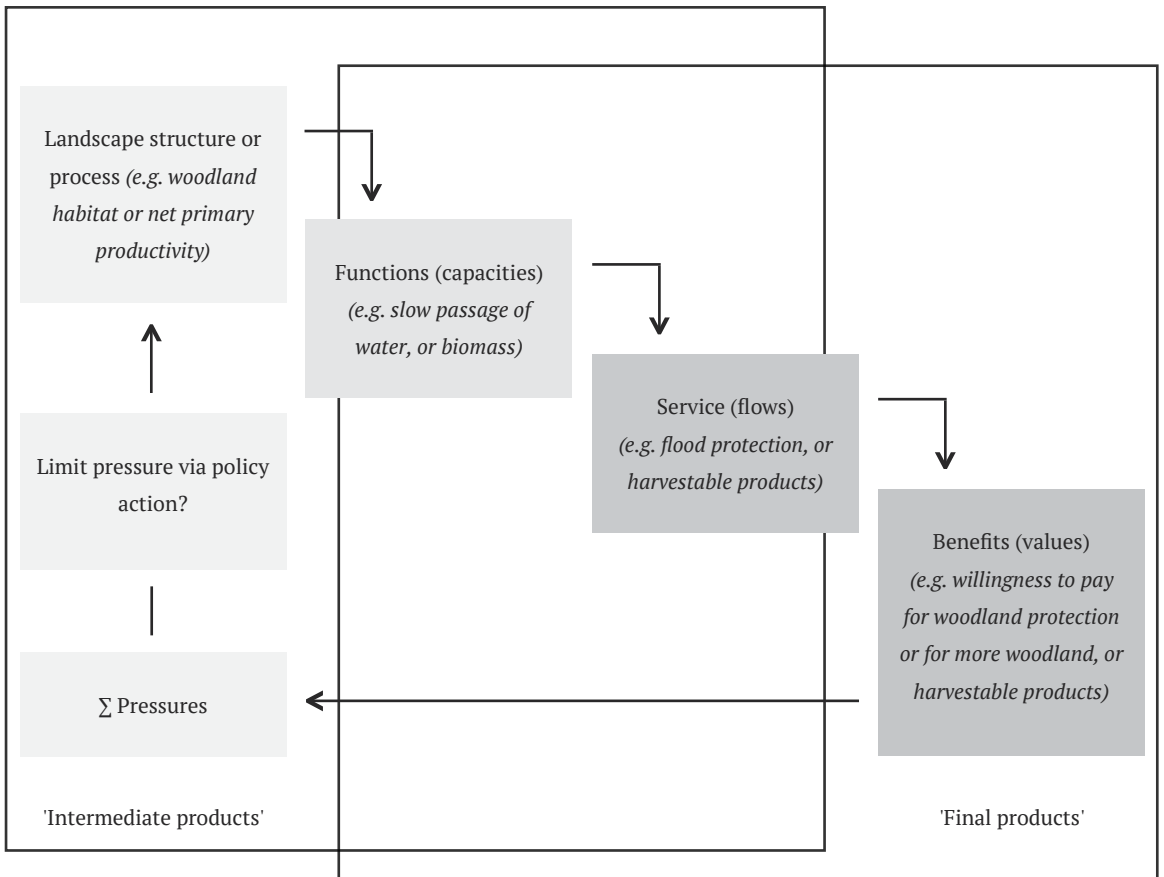 Landscape structure or
process (e.g. woodland
habitat or net primary
productivity)
Functions (capacities)
(e.g. slow passage of
water, or biomass)
Service (flows)
(e.g. flood protection, or
harvestable products)
Benefits (values)
(e.g. willingness to pay
for woodland protection
or for more woodland, or
harvestable products)
Limit pressure via policy
action?
∑ Pressures
'Intermediate products'
'Final products'